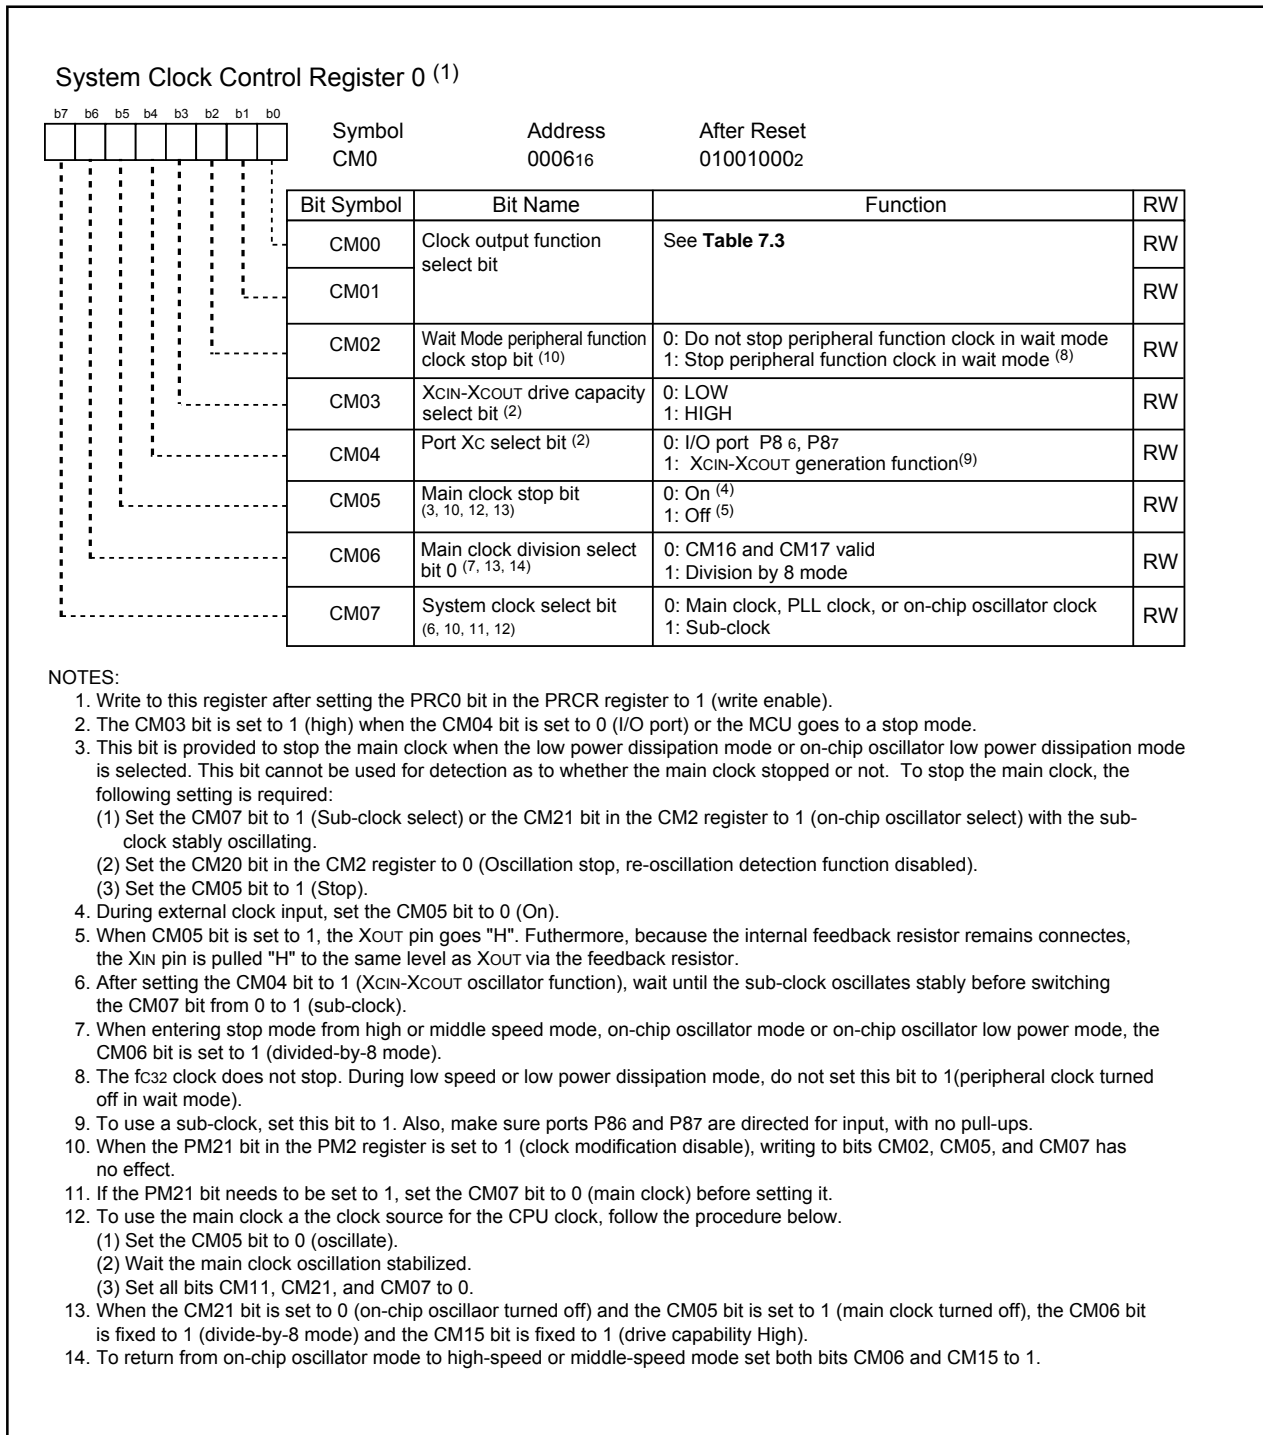 System Clock Control Register 0 (1)
b7 b6 b5 b4 b3 b2 b1 b0
Symbol Address After Reset
CM0 000616 010010002
Bit Symbol Bit Name Function RW
CM00 Clock output function select bit See Table 7.3 RW
CM01 RW
CM02 Wait Mode peripheral function clock stop bit (10) 0: Do not stop peripheral function clock in wait mode RW
1: Stop peripheral function clock in wait mode (8)
CM03 XCIN-XCOUT drive capacity select bit (2) 0: LOW RW
1: HIGH
CM04 Port XC select bit (2) 0: I/O port P8 6, P87 RW
1: XCIN-XCOUT generation function(9)
CM05 Main clock stop bit (3, 10, 12, 13) 0: On (4) RW
1: Off (5)
CM06 Main clock division select bit 0 (7, 13, 14) 0: CM16 and CM17 valid RW
1: Division by 8 mode
CM07 System clock select bit (6, 10, 11, 12) 0: Main clock, PLL clock, or on-chip oscillator clock RW
1: Sub-clock
NOTES:
1. Write to this register after setting the PRC0 bit in the PRCR register to 1 (write enable).
2. The CM03 bit is set to 1 (high) when the CM04 bit is set to 0 (I/O port) or the MCU goes to a stop mode.
3. This bit is provided to stop the main clock when the low power dissipation mode or on-chip oscillator low power dissipation mode
is selected. This bit cannot be used for detection as to whether the main clock stopped or not. To stop the main clock, the
following setting is required:
(1) Set the CM07 bit to 1 (Sub-clock select) or the CM21 bit in the CM2 register to 1 (on-chip oscillator select) with the sub-
clock stably oscillating.
(2) Set the CM20 bit in the CM2 register to 0 (Oscillation stop, re-oscillation detection function disabled).
(3) Set the CM05 bit to 1 (Stop).
4. During external clock input, set the CM05 bit to 0 (On).
5. When CM05 bit is set to 1, the XOUT pin goes "H". Futhermore, because the internal feedback resistor remains connectes,
the XIN pin is pulled "H" to the same level as XOUT via the feedback resistor.
6. After setting the CM04 bit to 1 (XCIN-XCOUT oscillator function), wait until the sub-clock oscillates stably before switching
the CM07 bit from 0 to 1 (sub-clock).
7. When entering stop mode from high or middle speed mode, on-chip oscillator mode or on-chip oscillator low power mode, the
CM06 bit is set to 1 (divided-by-8 mode).
8. The fC32 clock does not stop. During low speed or low power dissipation mode, do not set this bit to 1(peripheral clock turned
off in wait mode).
9. To use a sub-clock, set this bit to 1. Also, make sure ports P86 and P87 are directed for input, with no pull-ups.
10. When the PM21 bit in the PM2 register is set to 1 (clock modification disable), writing to bits CM02, CM05, and CM07 has
no effect.
11. If the PM21 bit needs to be set to 1, set the CM07 bit to 0 (main clock) before setting it.
12. To use the main clock a the clock source for the CPU clock, follow the procedure below.
(1) Set the CM05 bit to 0 (oscillate).
(2) Wait the main clock oscillation stabilized.
(3) Set all bits CM11, CM21, and CM07 to 0.
13. When the CM21 bit is set to 0 (on-chip oscillaor turned off) and the CM05 bit is set to 1 (main clock turned off), the CM06 bit
is fixed to 1 (divide-by-8 mode) and the CM15 bit is fixed to 1 (drive capability High).
14. To return from on-chip oscillator mode to high-speed or middle-speed mode set both bits CM06 and CM15 to 1.